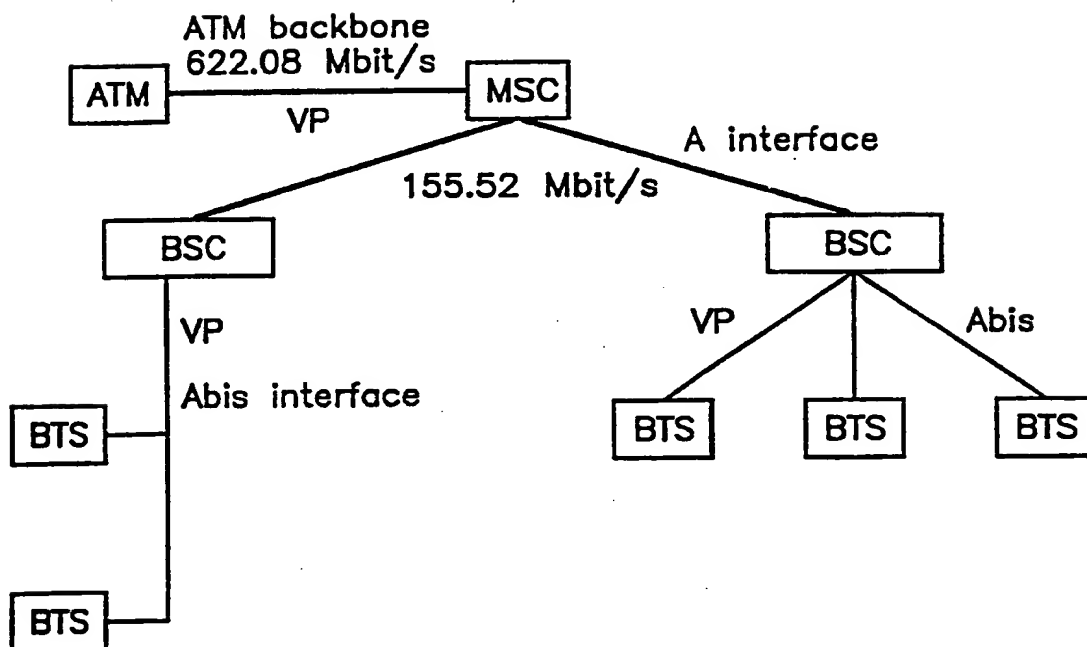 ATM backbone
622.08 Mbit/s
ATM
MSC
VP
A interface
155.52 Mbit/s
BSC
BSC
VP
VP
Abis
Abis interface
BTS
BTS
BTS
BTS
BTS